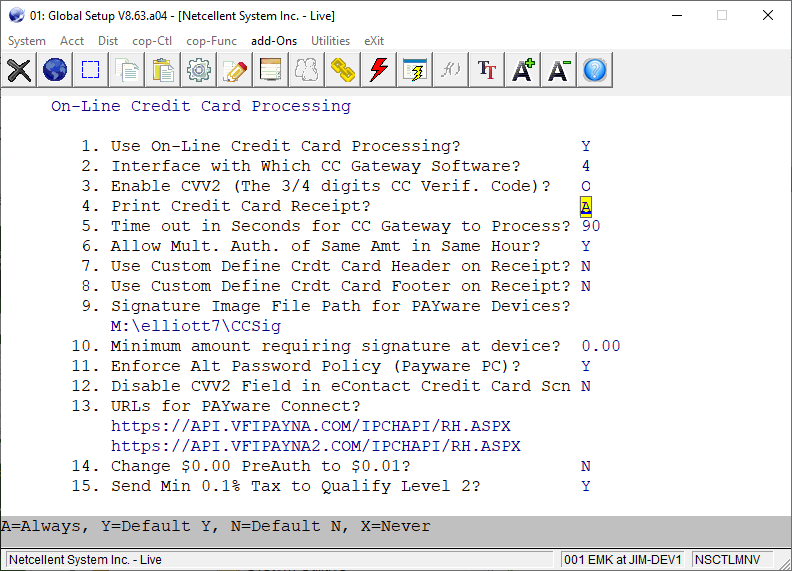 01: Global Setup V8.63.a04 - [Netcellent System Inc. - Live]
System Acct Dist cop-Ctl cop-Func add-Ons Utilities eXit
f() TT A+ A- ?
On-Line Credit Card Processing
1. Use On-Line Credit Card Processing? Y
2. Interface with Which CC Gateway Software? 4
3. Enable CVV2 (The 3/4 digits CC Verif. Code)? O
4. Print Credit Card Receipt? A
5. Time out in Seconds for CC Gateway to Process? 90
6. Allow Mult. Auth. of Same Amt in Same Hour? Y
7. Use Custom Define Crdt Card Header on Receipt? N
8. Use Custom Define Crdt Card Footer on Receipt? N
9. Signature Image File Path for PAYware Devices?
M:\elliott7\CCSig
10. Minimum amount requiring signature at device? 0.00
11. Enforce Alt Password Policy (Payware PC)? Y
12. Disable CVV2 Field in eContact Credit Card Scn N
13. URLs for PAYware Connect?
https://API.VFIPAYNA.COM/IPCHAPI/RH.ASPX
https://API.VFIPAYNA2.COM/IPCHAPI/RH.ASPX
14. Change $0.00 PreAuth to $0.01? N
15. Send Min 0.1% Tax to Qualify Level 2? Y
A=Always, Y=Default Y, N=Default N, X=Never
Netcellent System Inc. - Live 001 EMK at JIM-DEV1 NSCTLMNV